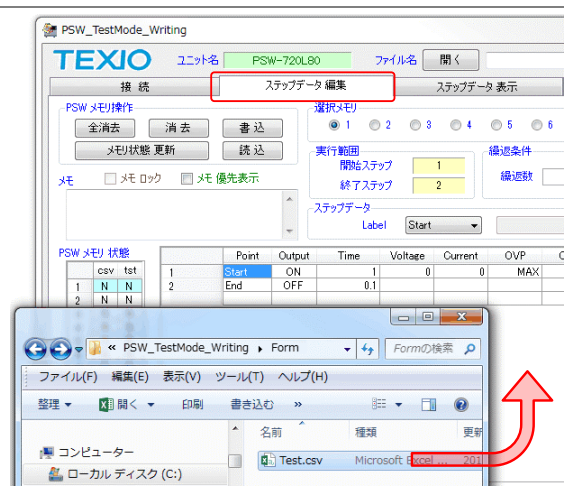 PSW_TestMode_Writing
TEXIO ユニット名 PSW-720L80 ファイル名 開く
接続 ステップデータ編集 ステップデータ表示
PSW メモリ操作 選択メモリ
全消去 消去 書込 1 2 3 4 5 6
メモリ状態 更新 読込 実行範囲 繰返条件
開始ステップ 1 繰返数
メモ メモ ロック メモ 優先表示 終了ステップ 2
ステップデータ
Label Start
PSW メモリ 状態 Point Output Time Voltage Current OVP
csv tst 1 Start ON 1 0 0 MAX
1 N N 2 End OFF 0.1
2 N N
« PSW_TestMode_Writing Form Formの検索
ファイル(F) 編集(E) 表示(V) ツール(T) ヘルプ(H)
整理 開く 印刷 書き込む »
名前 種類 更新
コンピューター Test.csv Microsoft Excel ... 201
ローカル ディスク (C:)